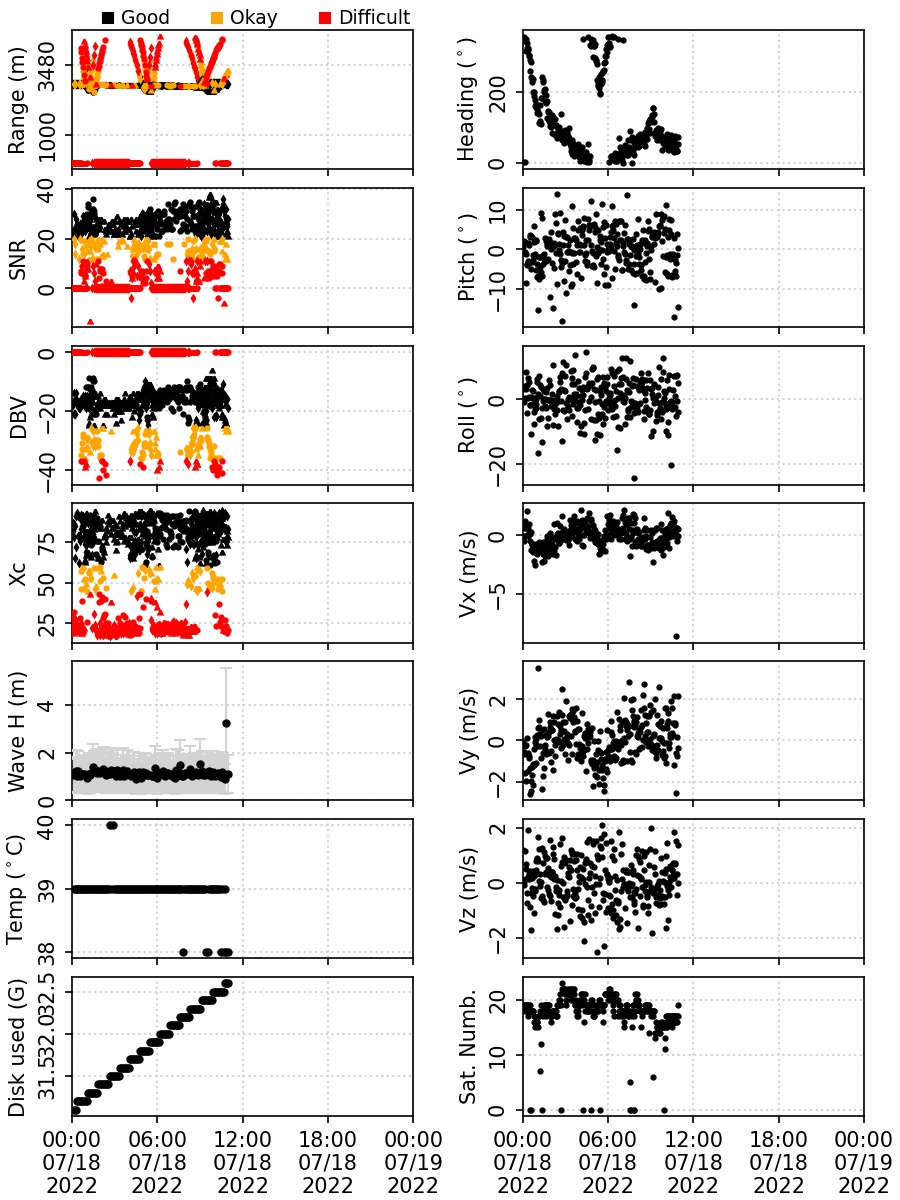 Good Okay Difficult
Range (m)
3480
1000
Heading (°)
200
0
SNR
40
20
0
Pitch (°)
10
0
−10
DBV
0
−20
−40
Roll (°)
0
−20
Xc
75
50
25
Vx (m/s)
0
−5
Wave H (m)
4
2
0
Vy (m/s)
2
0
−2
Temp (°C)
40
39
38
Vz (m/s)
2
0
−2
Disk used (G)
32.5
32.0
31.5
Sat. Numb.
20
10
0
00:00 06:00 12:00 18:00 00:00
07/18 07/18 07/18 07/18 07/19
2022 2022 2022 2022 2022
00:00 06:00 12:00 18:00 00:00
07/18 07/18 07/18 07/18 07/19
2022 2022 2022 2022 2022